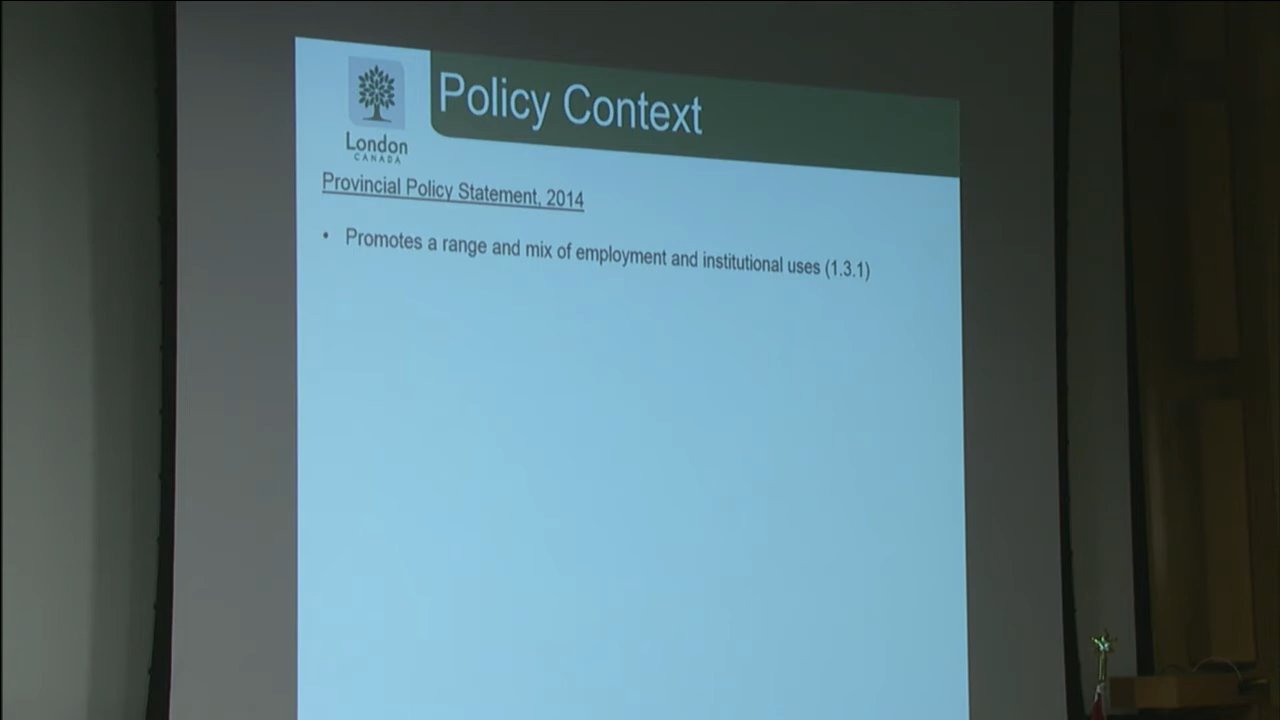 Policy Context
London
CANADA
Provincial Policy Statement, 2014
• Promotes a range and mix of employment and institutional uses (1.3.1)